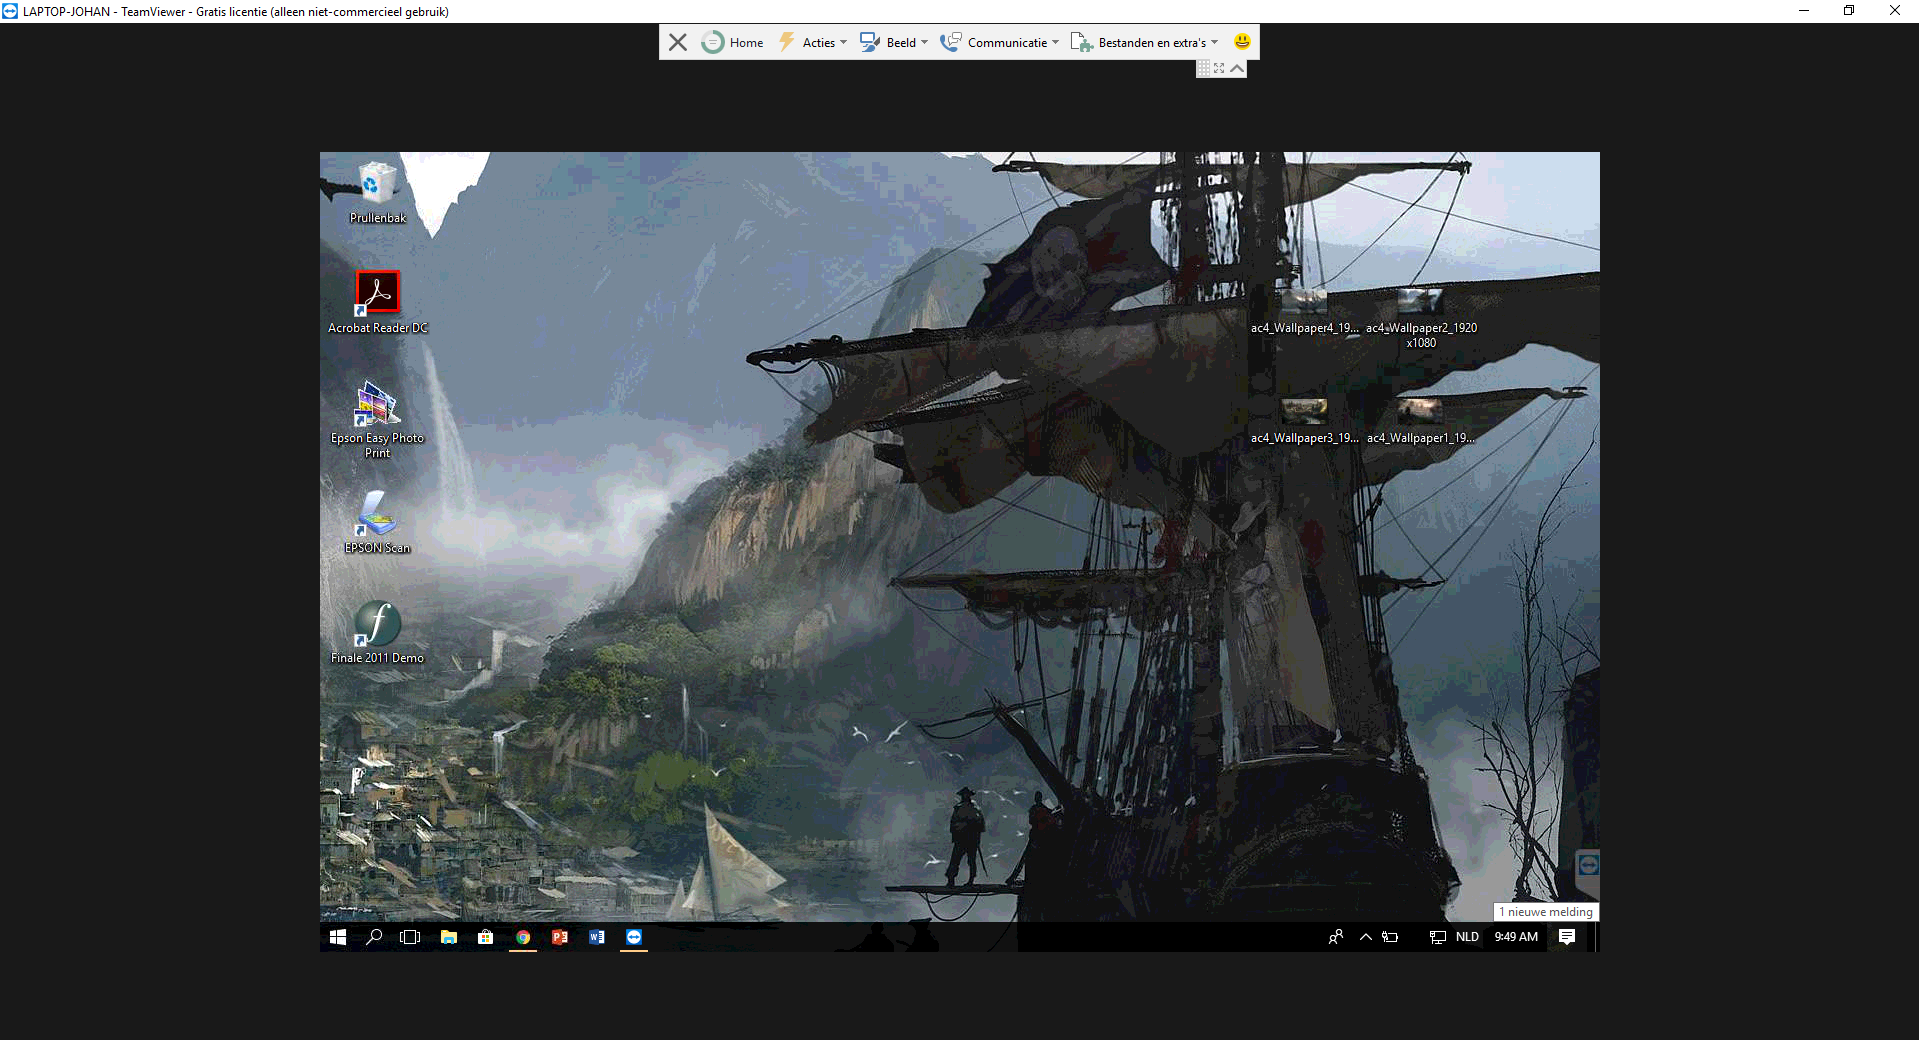 LAPTOP-JOHAN - TeamViewer - Gratis licentie (alleen niet-commercieel gebruik)
Home
Acties
Beeld
Communicatie
Bestanden en extra's
Prullenbak
Acrobat Reader DC
Epson Easy Photo
Print
EPSON Scan
Finale 2011 Demo
ac4_Wallpaper4_19...
ac4_Wallpaper2_1920
x1080
ac4_Wallpaper3_19...
ac4_Wallpaper1_19...
1 nieuwe melding
NLD
9:49 AM